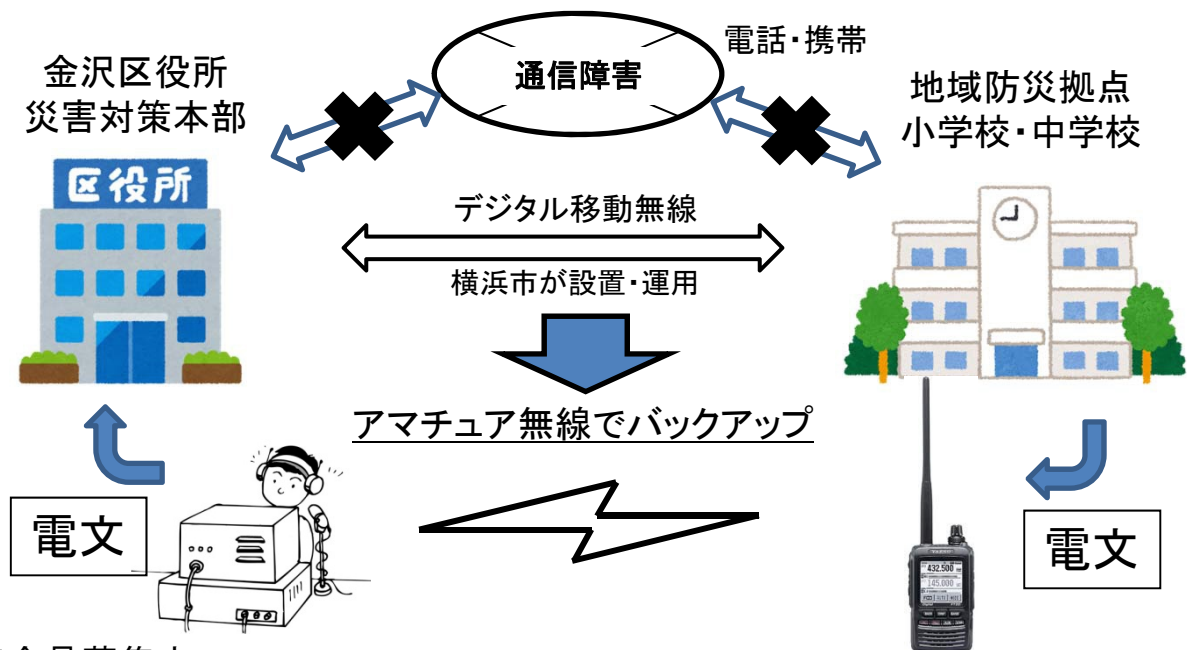 通信障害
電話・携帯
金沢区役所
災害対策本部
地域防災拠点
小学校・中学校
区役所
デジタル移動無線
横浜市が設置・運用
アマチュア無線でバックアップ
電文
電文
432.500
145.000